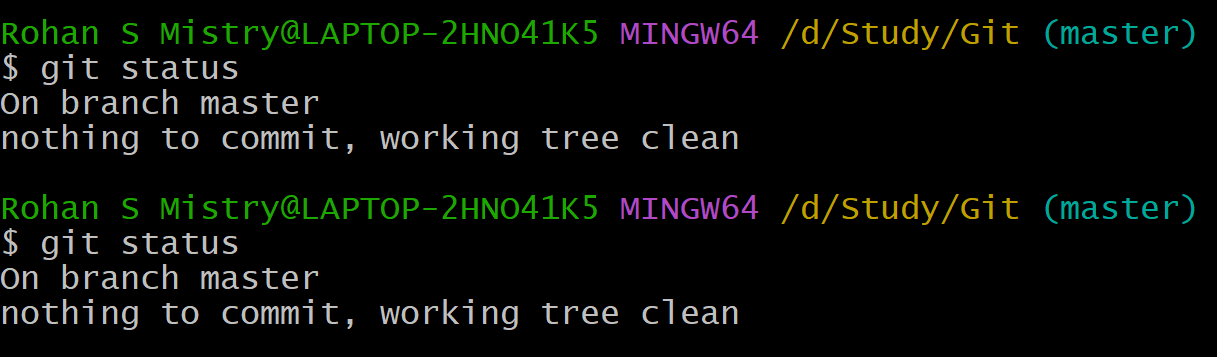 Rohan S Mistry@LAPTOP-2HNO41K5 MINGW64 /d/Study/Git (master)
$ git status
On branch master
nothing to commit, working tree clean

Rohan S Mistry@LAPTOP-2HNO41K5 MINGW64 /d/Study/Git (master)
$ git status
On branch master
nothing to commit, working tree clean